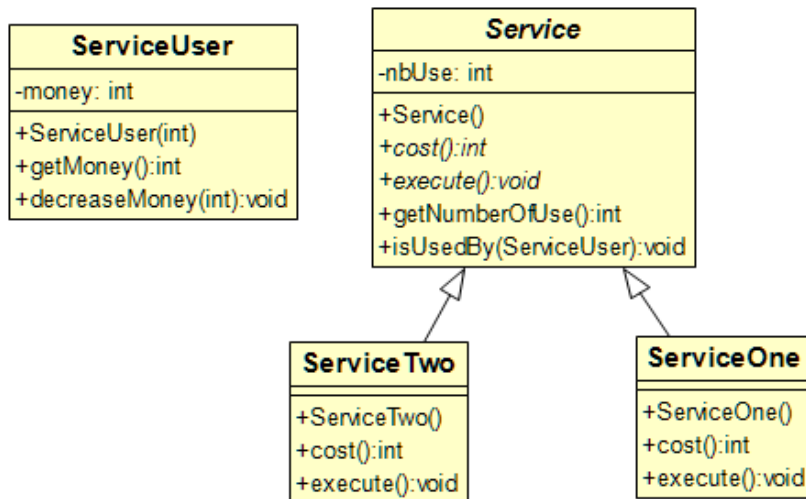 ServiceUser
-money: int
+ServiceUser(int)
+getMoney():int
+decreaseMoney(int):void
Service
-nbUse: int
+Service()
+cost():int
+execute():void
+getNumberOfUse():int
+isUsedBy(ServiceUser):void
ServiceTwo
+ServiceTwo()
+cost():int
+execute():void
ServiceOne
+ServiceOne()
+cost():int
+execute():void